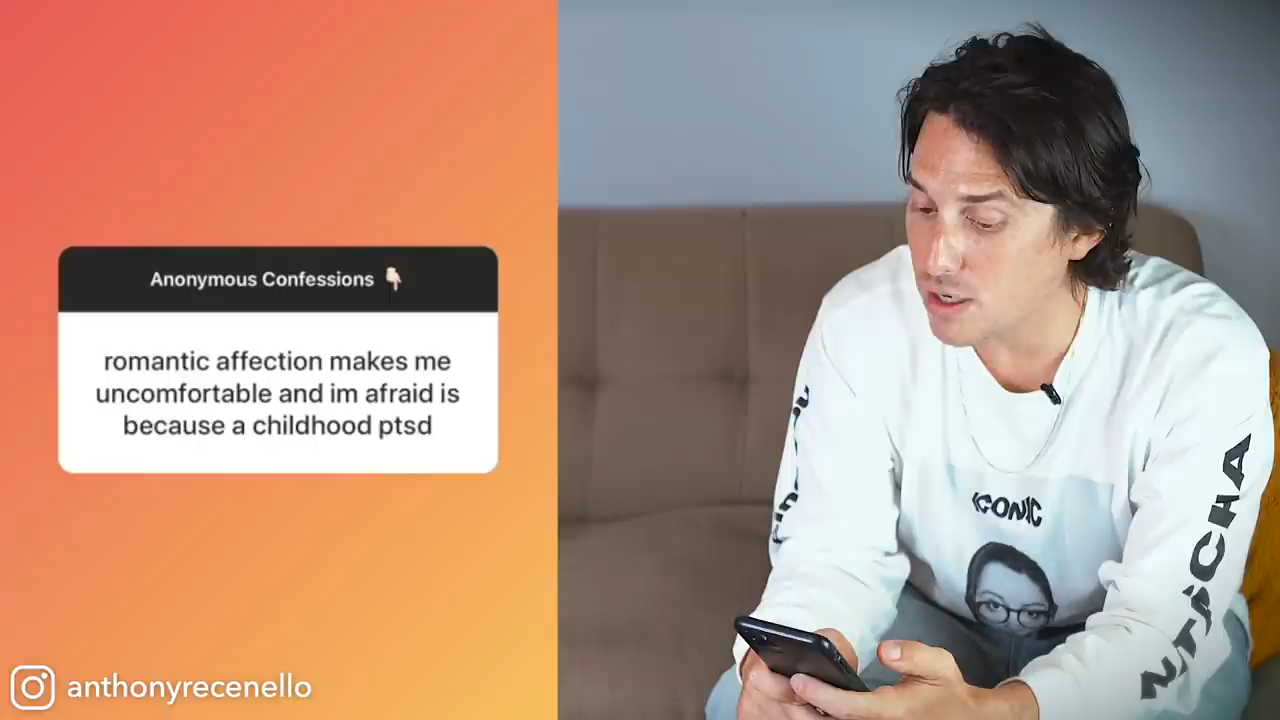 Anonymous Confessions 👇🏻
romantic affection makes me
uncomfortable and im afraid is
because a childhood ptsd
anthonyrecenello
ICONIC